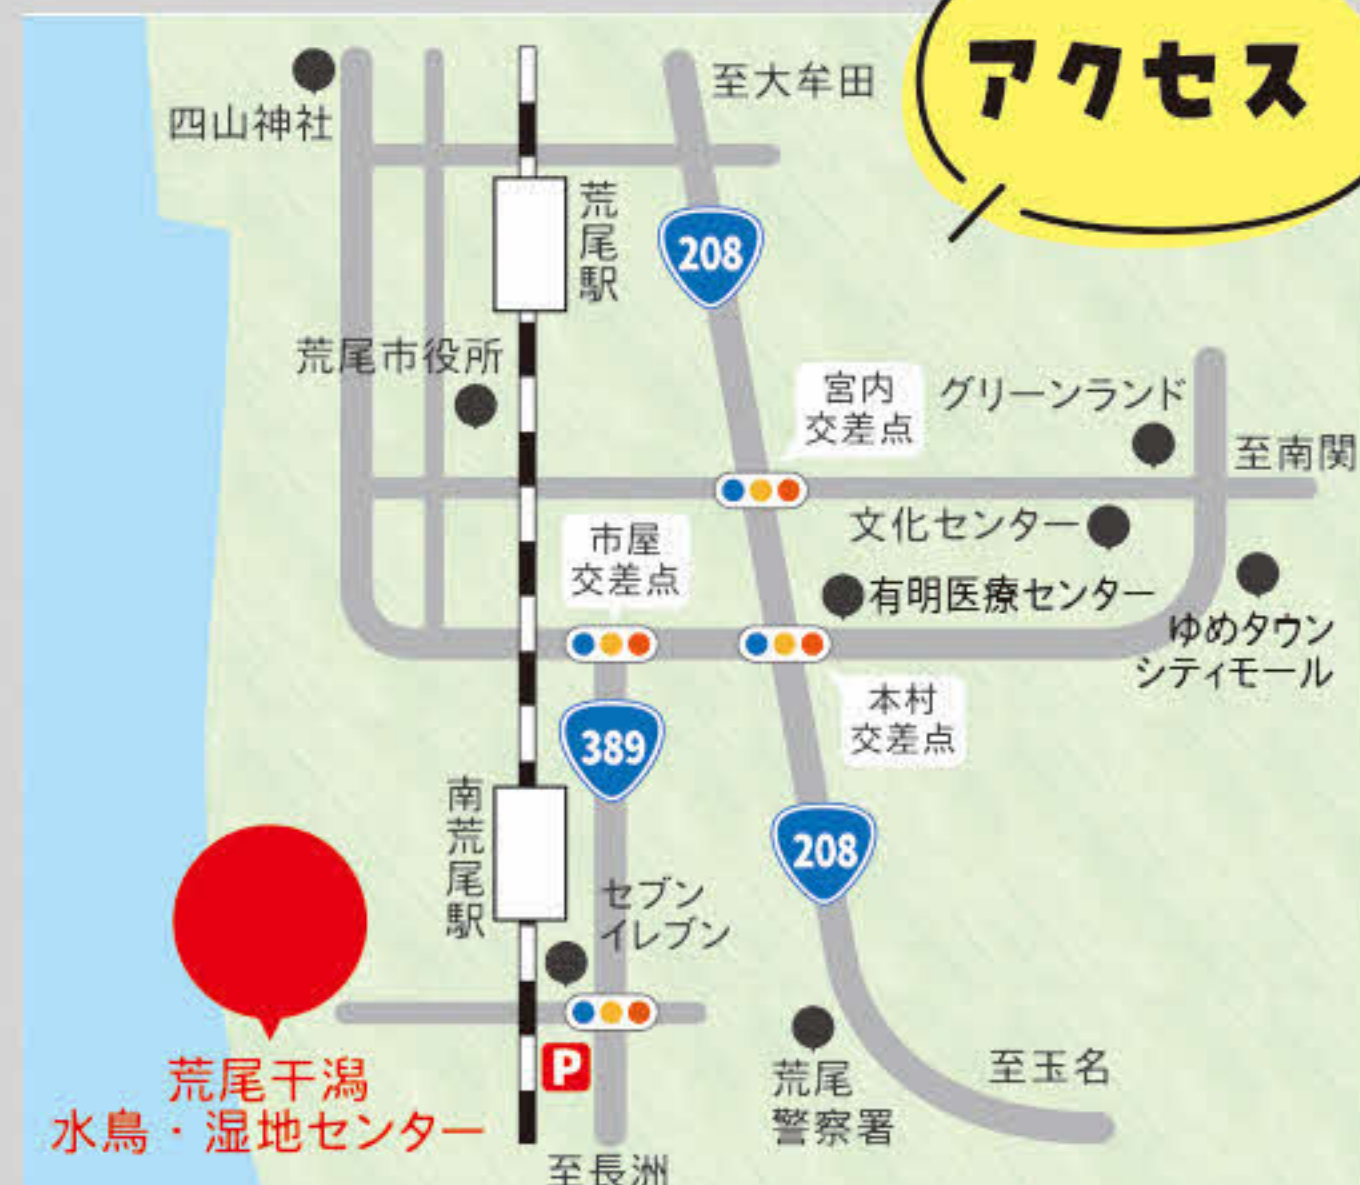 アクセス
至大牟田
四山神社
荒尾駅
208
荒尾市役所
宮内
交差点
グリーンランド
至南関
文化センター
市屋
交差点
有明医療センター
ゆめタウン
シティモール
本村
交差点
389
南荒尾駅
208
セブン
イレブン
P
荒尾干潟
水鳥・湿地センター
荒尾
警察署
至玉名
至長洲